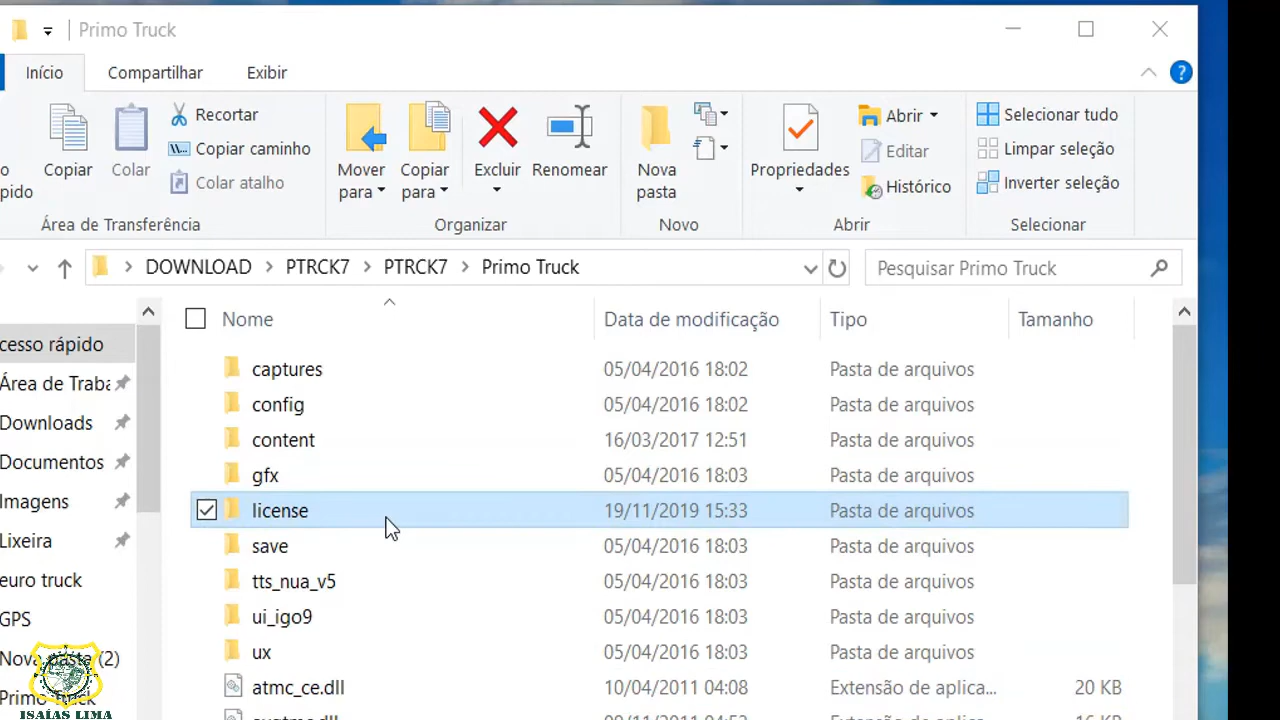 Primo Truck
Início Compartilhar Exibir
Copiar
Colar
Recortar
Copiar caminho
Colar atalho
Mover para
Copiar para
Excluir
Renomear
Nova pasta
Propriedades
Abrir
Editar
Histórico
Selecionar tudo
Limpar seleção
Inverter seleção
Área de Transferência Organizar Novo Abrir Selecionar
DOWNLOAD > PTRCK7 > PTRCK7 > Primo Truck
Pesquisar Primo Truck
Nome Data de modificação Tipo Tamanho
cesso rápido
Área de Traba
Downloads
Documentos
Imagens
Lixeira
euro truck
GPS
Nova pasta (2)
captures 05/04/2016 18:02 Pasta de arquivos
config 05/04/2016 18:02 Pasta de arquivos
content 16/03/2017 12:51 Pasta de arquivos
gfx 05/04/2016 18:03 Pasta de arquivos
license 19/11/2019 15:33 Pasta de arquivos
save 05/04/2016 18:03 Pasta de arquivos
tts_nua_v5 05/04/2016 18:03 Pasta de arquivos
ui_igo9 05/04/2016 18:03 Pasta de arquivos
ux 05/04/2016 18:03 Pasta de arquivos
atmc_ce.dll 10/04/2011 04:08 Extensão de aplica... 20 KB
ISAÍAS LIMA